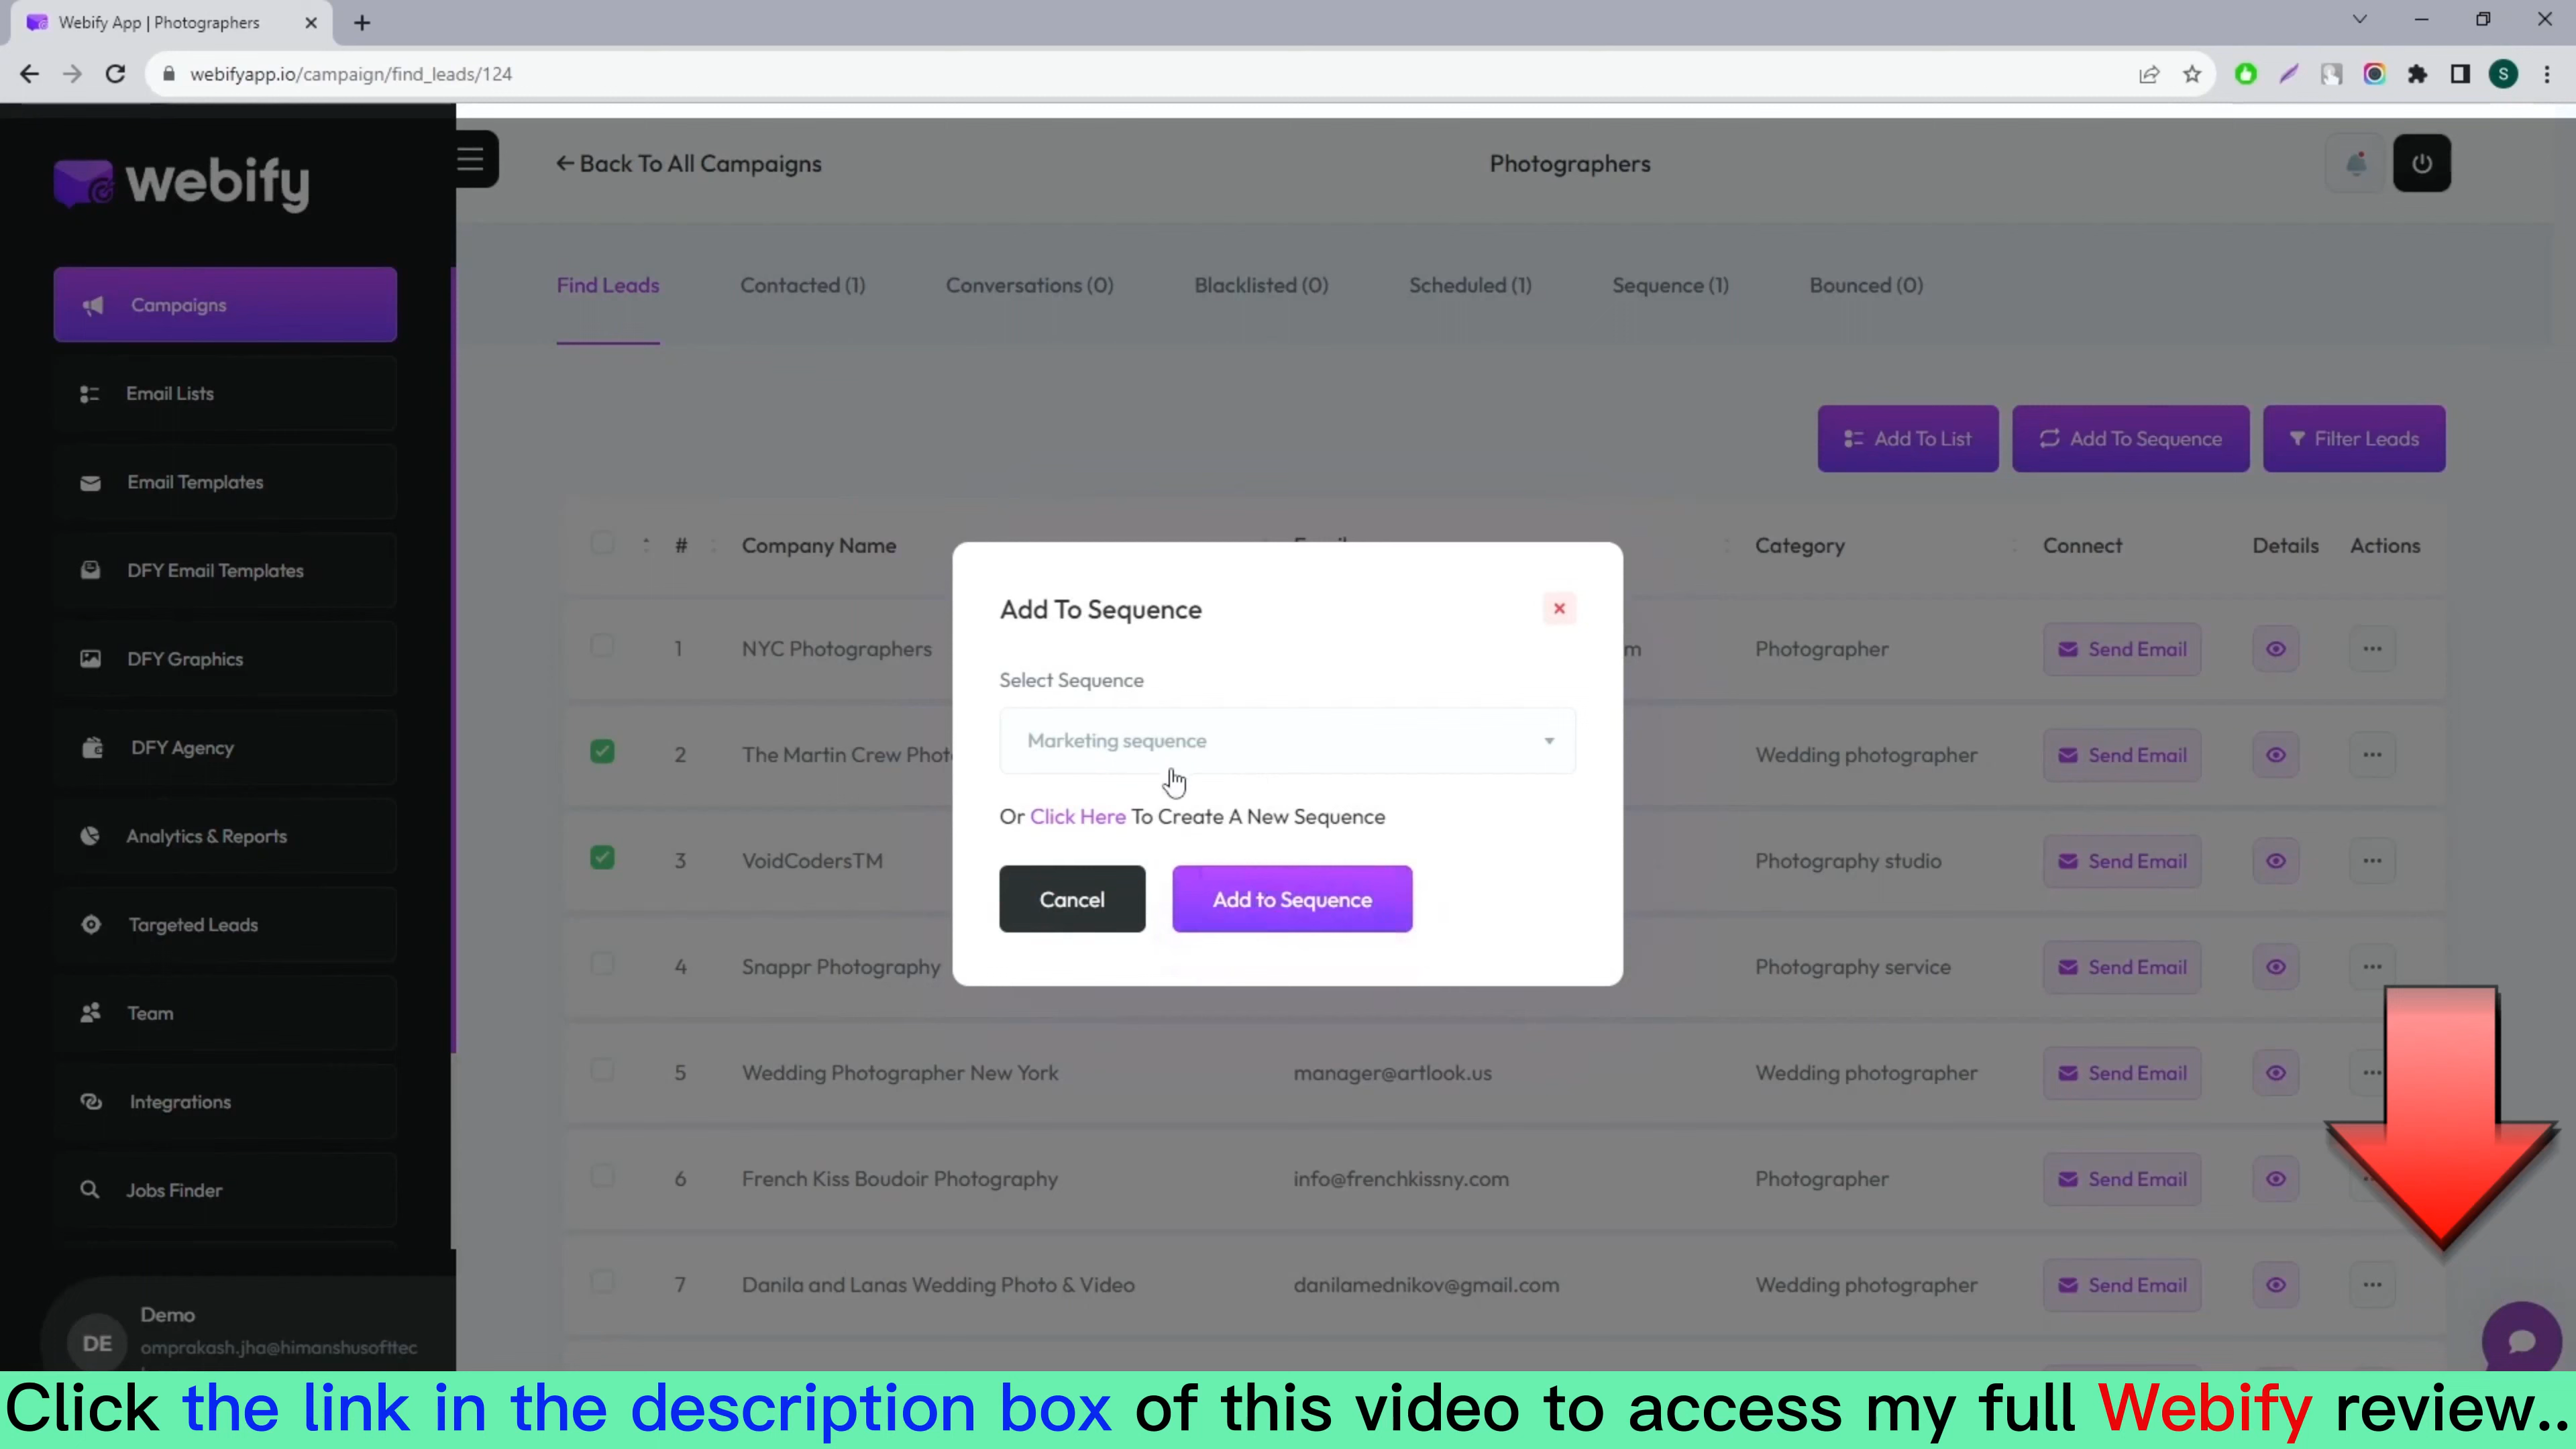 Webify App | Photographers
webifyapp.io/campaign/find_leads/124
S
webify
← Back To All Campaigns
Photographers
Find Leads
Contacted (1)
Conversations (0)
Blacklisted (0)
Scheduled (1)
Sequence (1)
Bounced (0)
Campaigns
Email Lists
Email Templates
DFY Email Templates
DFY Graphics
DFY Agency
Analytics & Reports
Targeted Leads
Team
Integrations
Jobs Finder
DE
Demo
omprakash.jha@himanshusofttec
Add To List
Add To Sequence
Filter Leads
# Company Name Category Connect Details Actions
1 NYC Photographers m Photographer Send Email
2 The Martin Crew Phot Wedding photographer Send Email
3 VoidCodersTM Photography studio Send Email
4 Snappr Photography Photography service Send Email
5 Wedding Photographer New York manager@artlook.us Wedding photographer Send Email
6 French Kiss Boudoir Photography info@frenchkissny.com Photographer Send Email
7 Danila and Lanas Wedding Photo & Video danilamednikov@gmail.com Wedding photographer Send Email
Add To Sequence
Select Sequence
Marketing sequence
Or Click Here To Create A New Sequence
Cancel
Add to Sequence
Click the link in the description box of this video to access my full Webify review..